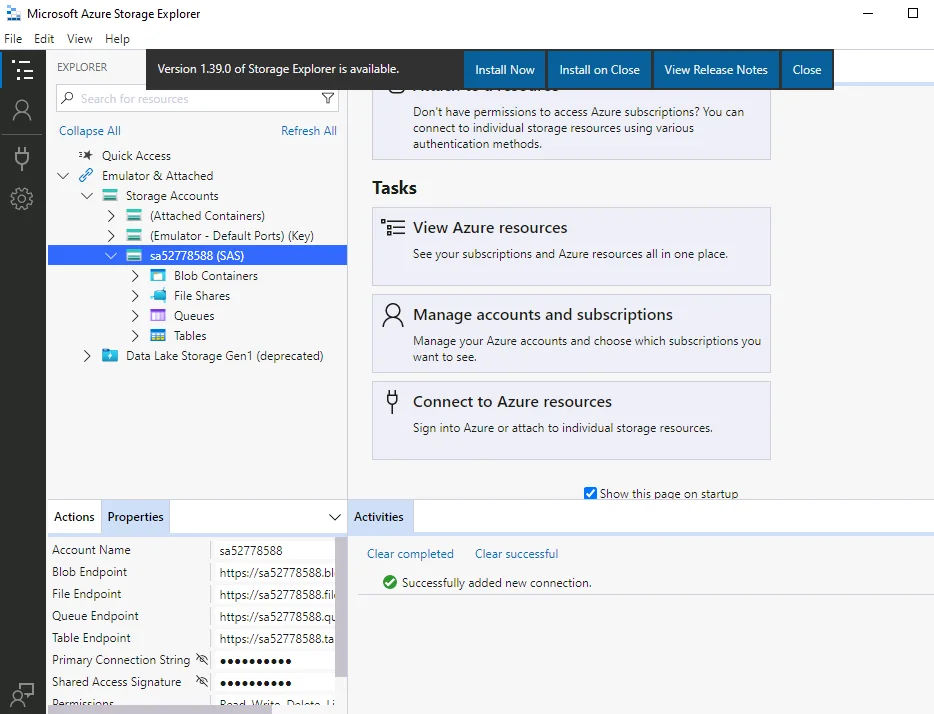 Microsoft Azure Storage Explorer
File Edit View Help
EXPLORER
Version 1.39.0 of Storage Explorer is available.
Install Now
Install on Close
View Release Notes
Close
Search for resources
Collapse All
Refresh All
Quick Access
Emulator & Attached
Storage Accounts
(Attached Containers)
(Emulator - Default Ports) (Key)
sa52778588 (SAS)
Blob Containers
File Shares
Queues
Tables
Data Lake Storage Gen1 (deprecated)
Attach to a resource
Don't have permissions to access Azure subscriptions? You can
connect to individual storage resources using various
authentication methods.
Tasks
View Azure resources
See your subscriptions and Azure resources all in one place.
Manage accounts and subscriptions
Manage your Azure accounts and choose which subscriptions you
want to see.
Connect to Azure resources
Sign into Azure or attach to individual storage resources.
Show this page on startup
Actions
Properties
Account Name sa52778588
Blob Endpoint https://sa52778588.bl
File Endpoint https://sa52778588.file
Queue Endpoint https://sa52778588.qu
Table Endpoint https://sa52778588.ta
Primary Connection String ●●●●●●●●●●
Shared Access Signature ●●●●●●●●●●
Permissions Read, Write, Delete, Li
Activities
Clear completed
Clear successful
Successfully added new connection.